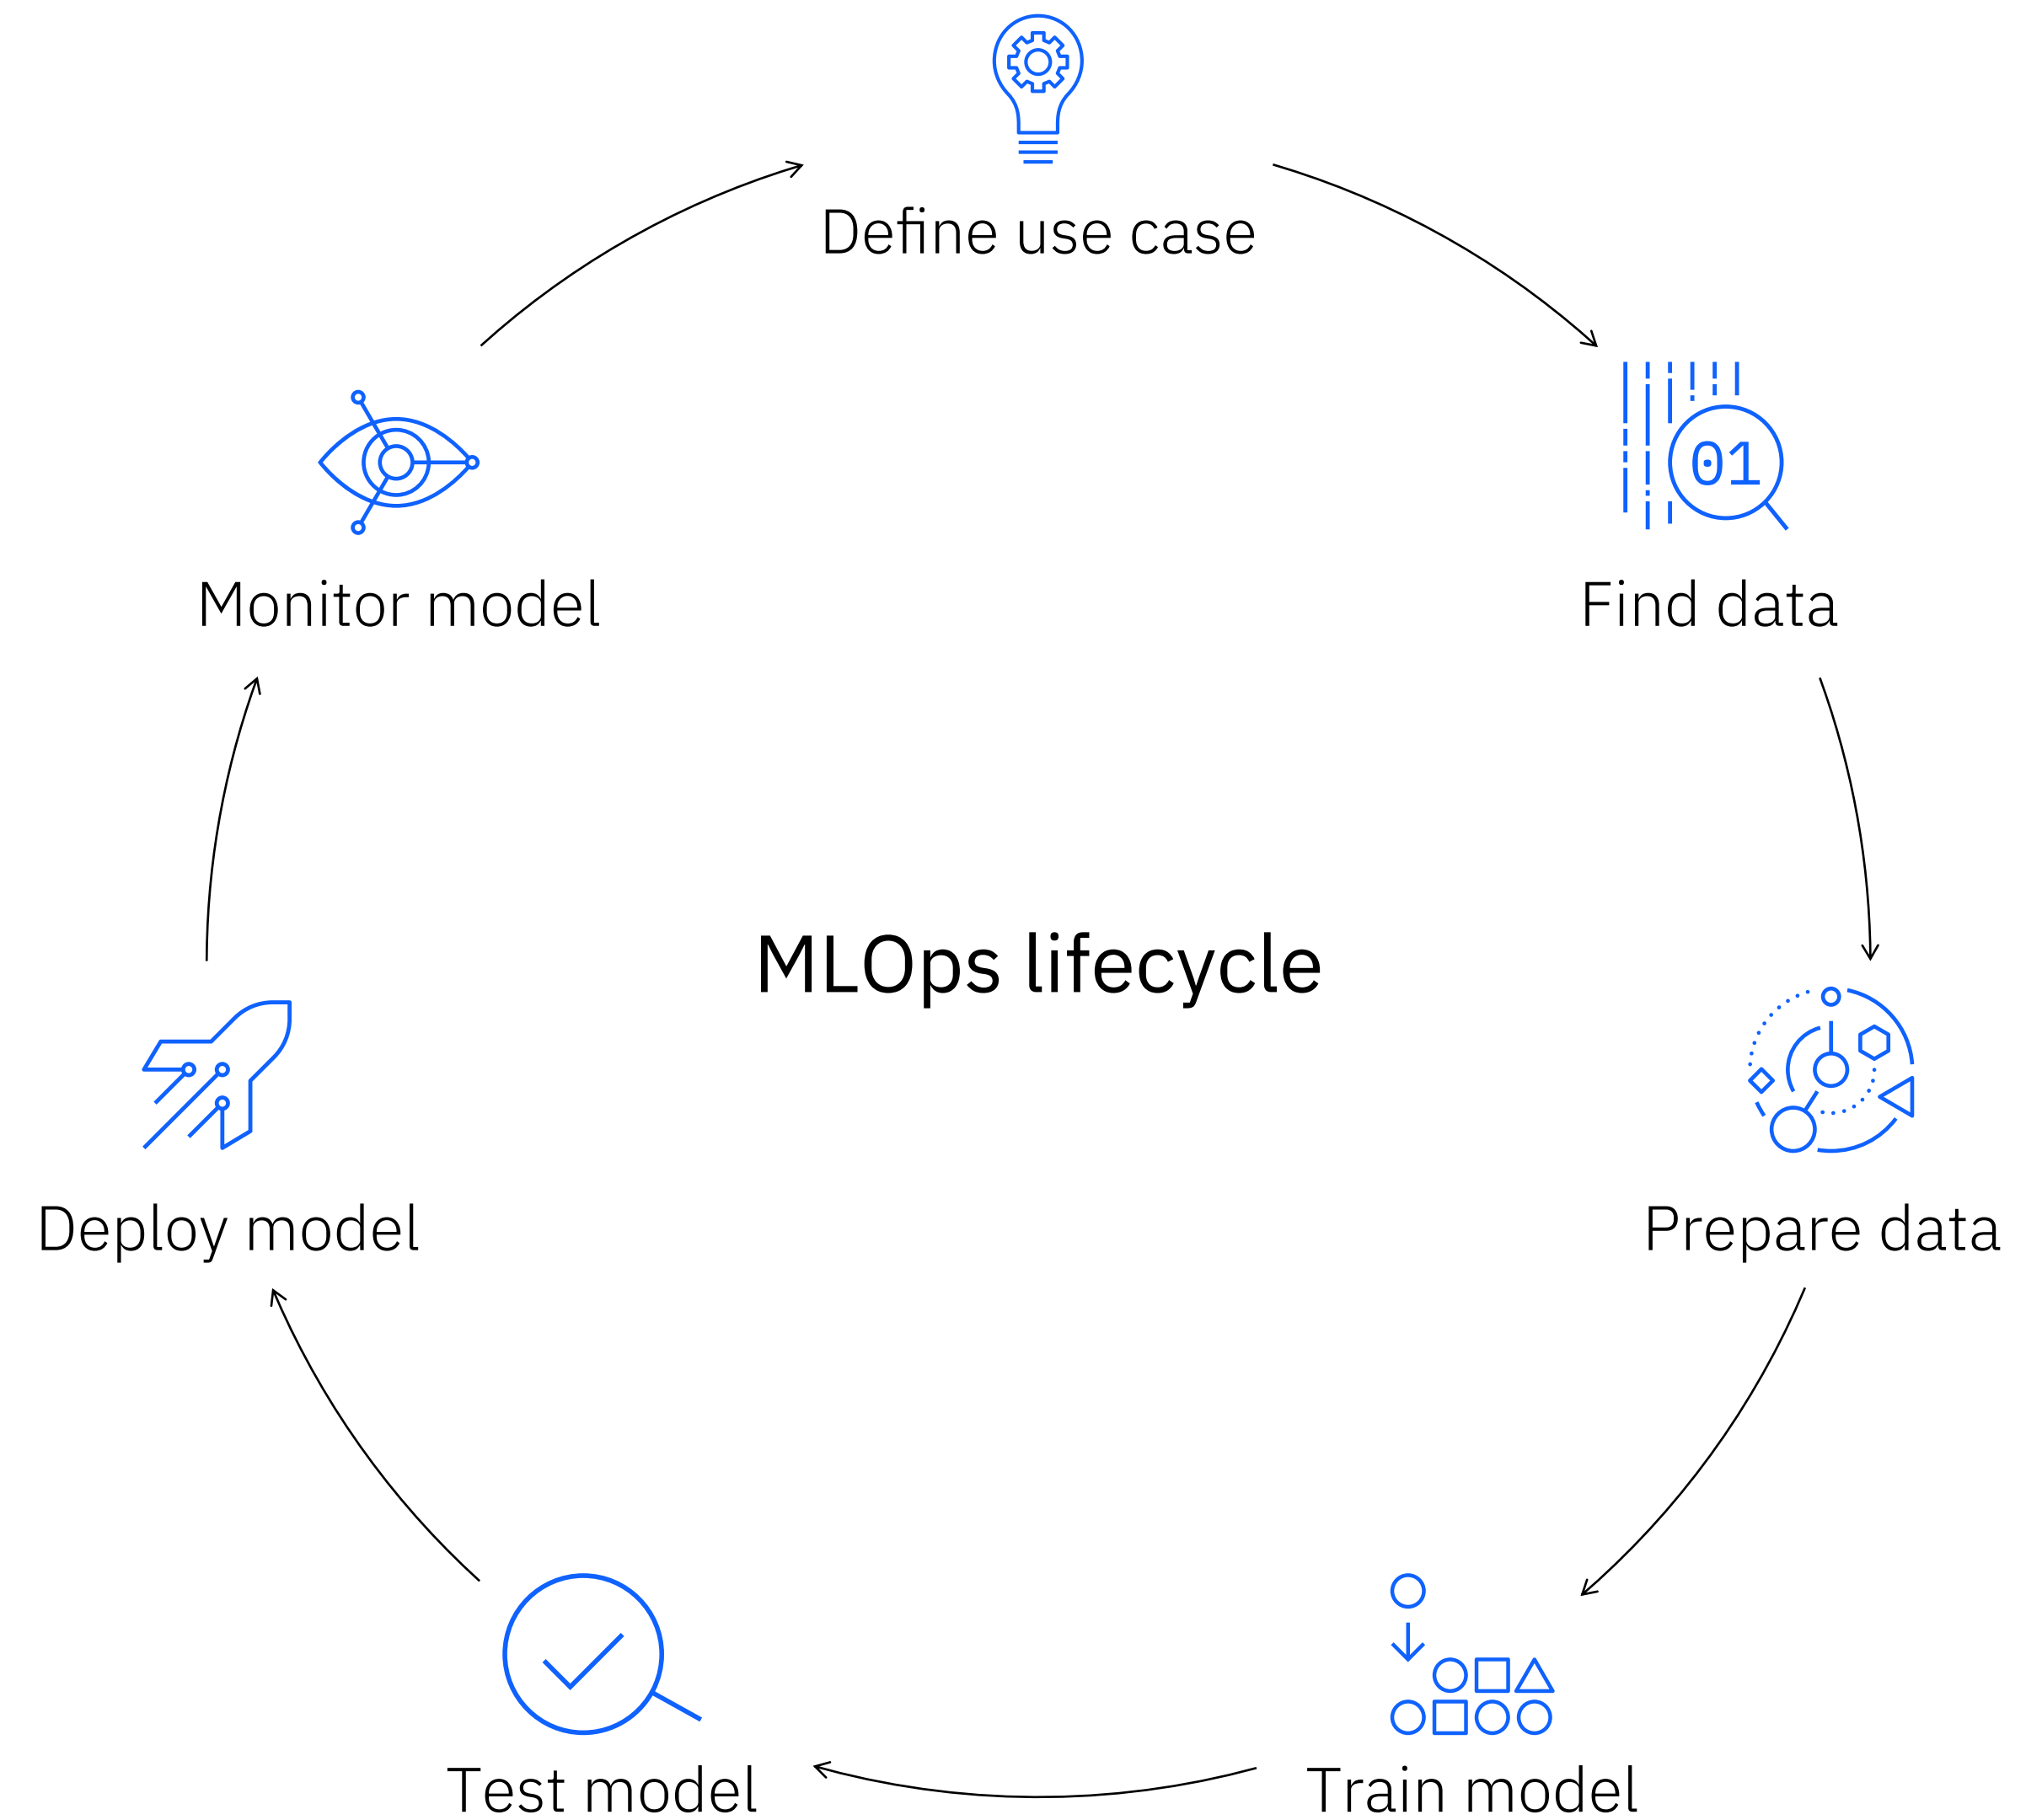 Define use case
Find data
Prepare data
Train model
Test model
Deploy model
Monitor model
MLOps lifecycle
01